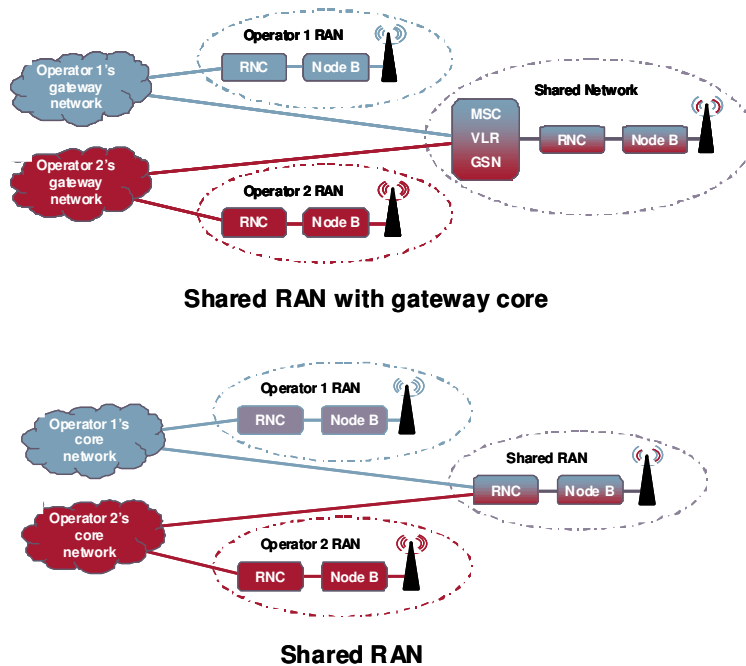 Operator 1 RAN
Operator 1's
gateway
network
RNC
Node B
Shared Network
MSC
VLR
GSN
RNC
Node B
Operator 2's
gateway
network
Operator 2 RAN
RNC
Node B
Shared RAN with gateway core
Operator 1 RAN
Operator 1's
core
network
RNC
Node B
Shared RAN
RNC
Node B
Operator 2's
core
network
Operator 2 RAN
RNC
Node B
Shared RAN